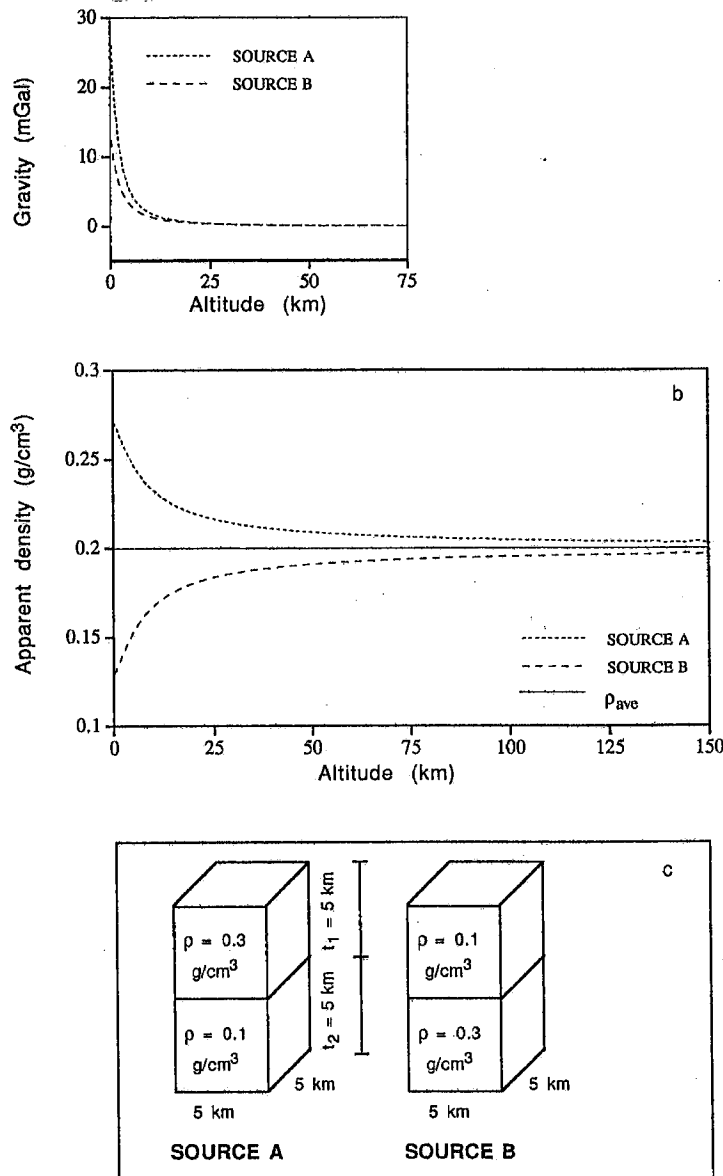 30
20
10
0
Gravity (mGal)
SOURCE A
SOURCE B
0 25 50 75
Altitude (km)
0.3
0.25
0.2
0.15
0.1
Apparent density (g/cm³)
b
SOURCE A
SOURCE B
ρave
0 25 50 75 100 125 150
Altitude (km)
c
ρ = 0.3
g/cm³
ρ = 0.1
g/cm³
t₁ = 5 km
t₂ = 5 km
5 km
5 km
SOURCE A
ρ = 0.1
g/cm³
ρ = 0.3
g/cm³
5 km
5 km
SOURCE B